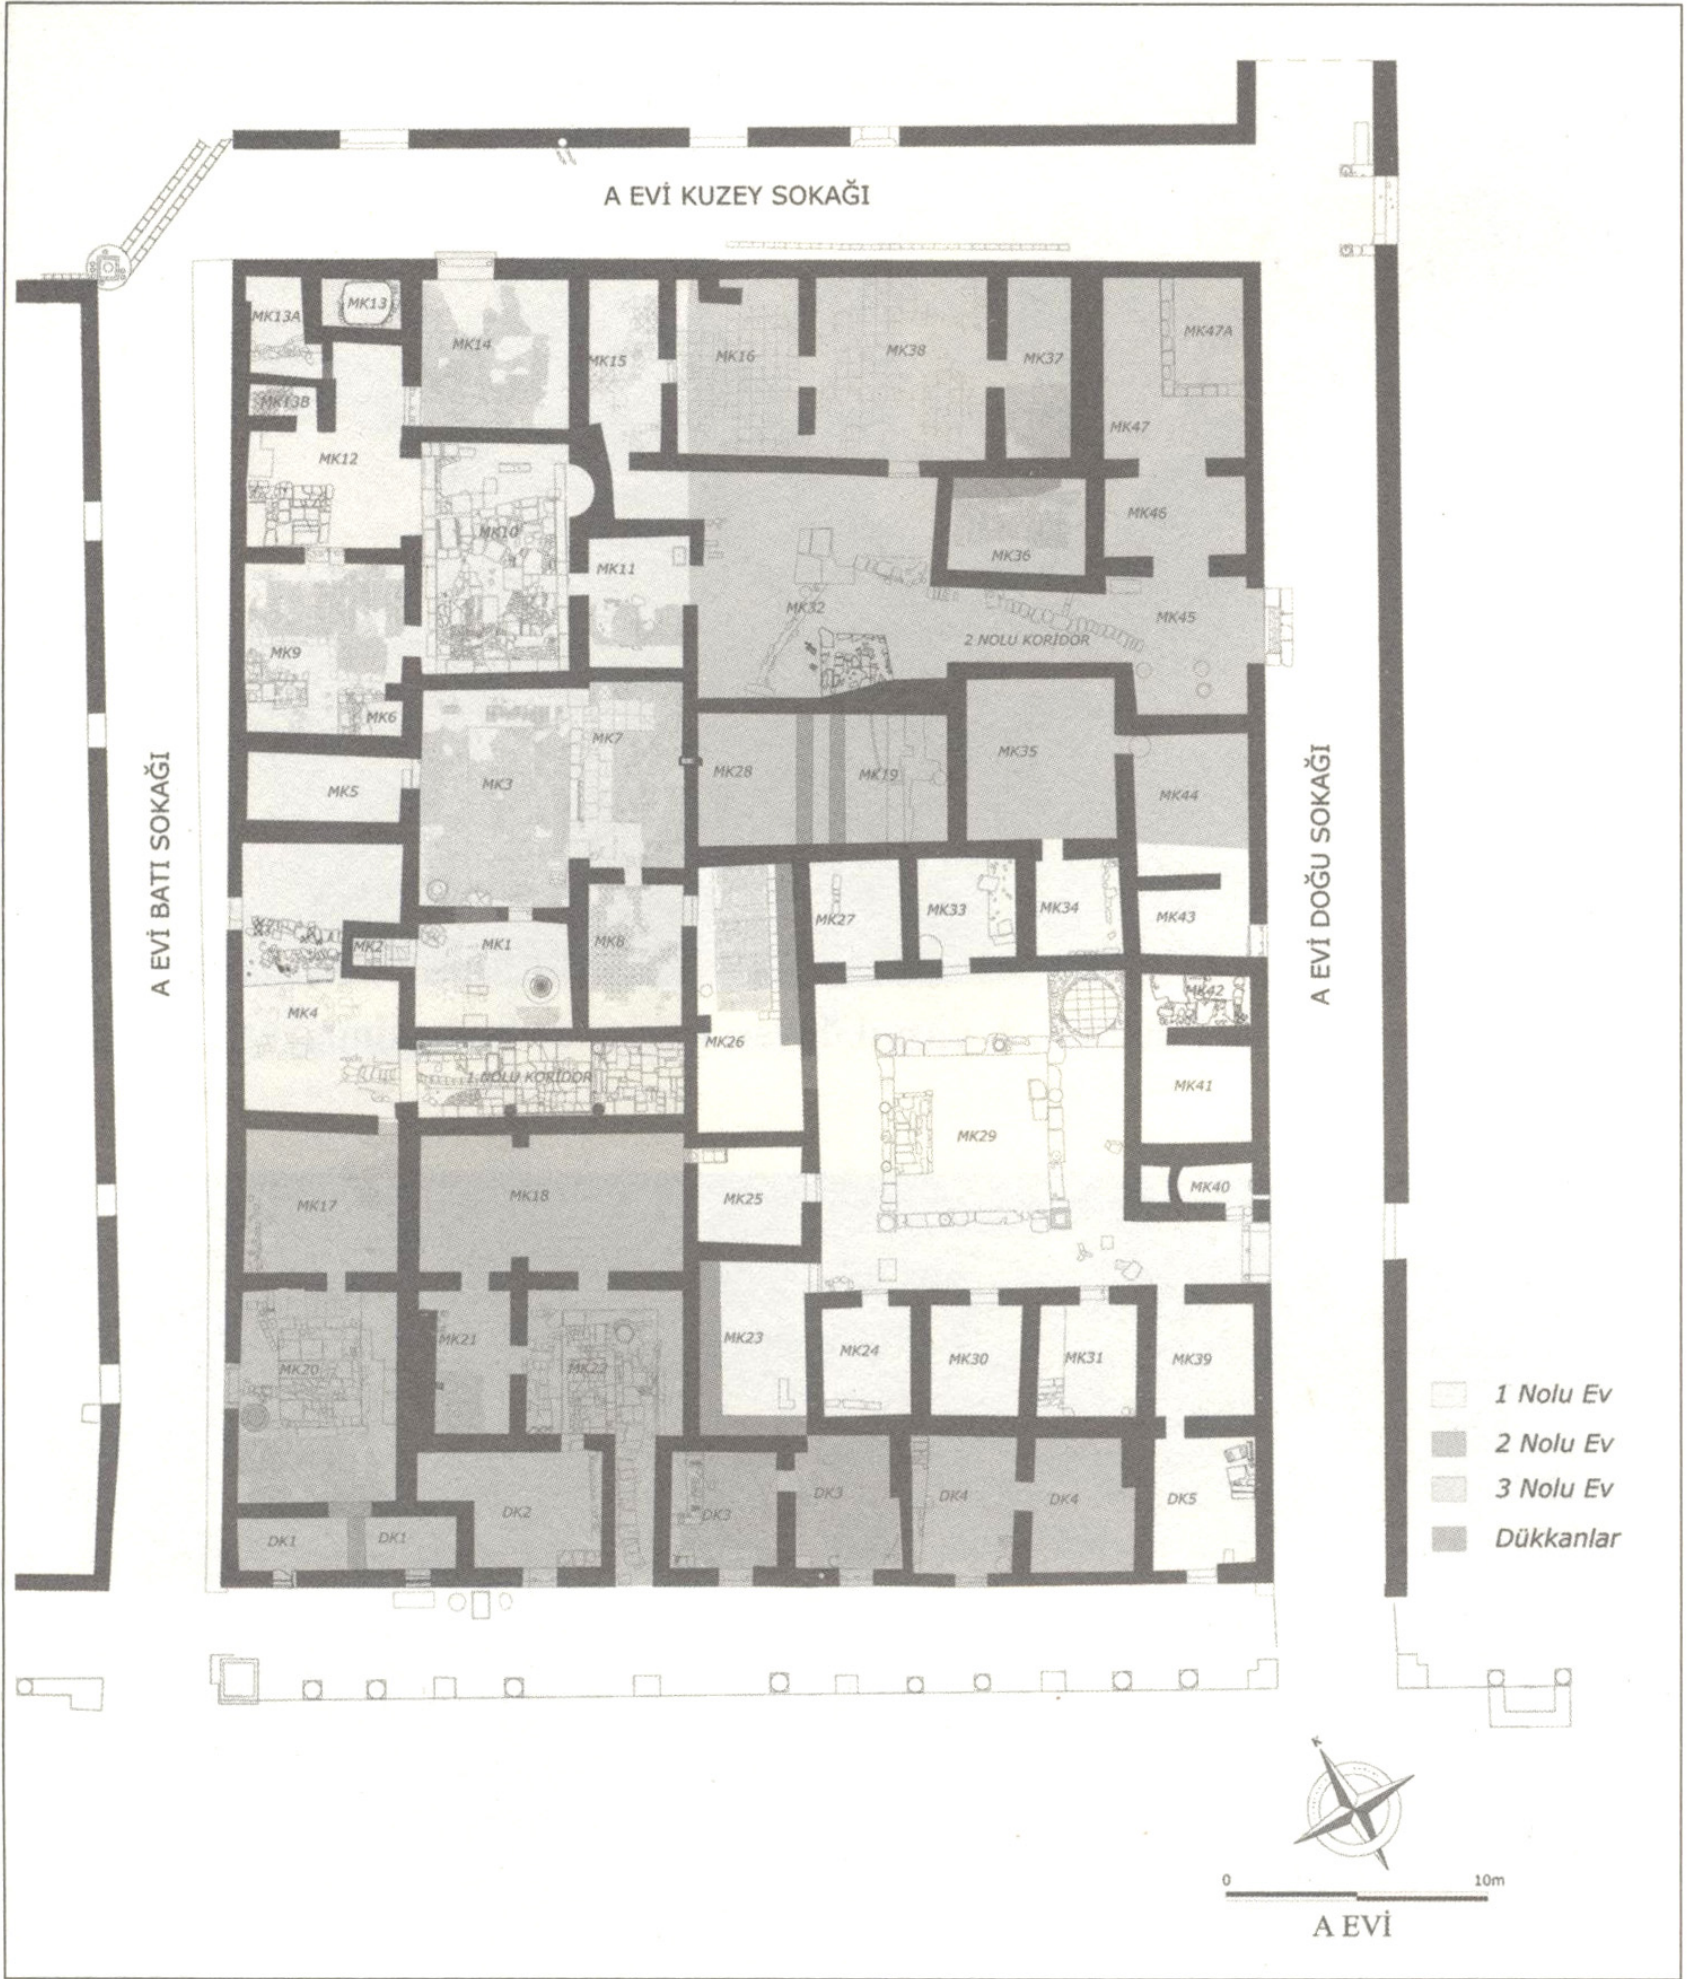 A EVİ KUZEY SOKAĞI
MK13A
MK13
MK14
MK15
MK16
MK38
MK37
MK47A
MK13B
MK47
MK12
MK10
MK11
MK46
MK36
MK32
MK45
2 NOLU KORİDOR
MK9
MK6
MK7
MK3
MK5
MK28
MK19
MK35
MK44
A EVİ BATI SOKAĞI
A EVİ DOĞU SOKAĞI
MK2
MK1
MK8
MK27
MK33
MK34
MK43
MK4
MK26
MK42
1 NOLU KORİDOR
MK41
MK29
MK17
MK18
MK25
MK40
MK20
MK21
MK22
MK23
MK24
MK30
MK31
MK39
1 Nolu Ev
2 Nolu Ev
3 Nolu Ev
Dükkanlar
DK1
DK1
DK2
DK3
DK3
DK4
DK4
DK5
K
0
10m
A EVİ